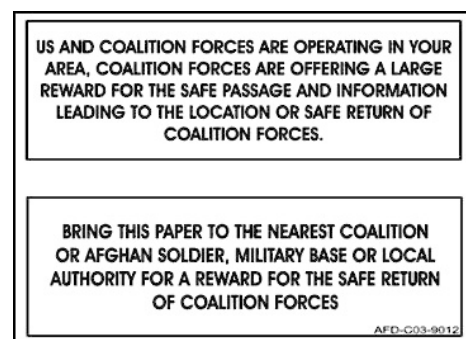 US AND COALITION FORCES ARE OPERATING IN YOUR
AREA, COALITION FORCES ARE OFFERING A LARGE
REWARD FOR THE SAFE PASSAGE AND INFORMATION
LEADING TO THE LOCATION OR SAFE RETURN OF
COALITION FORCES.
BRING THIS PAPER TO THE NEAREST COALITION
OR AFGHAN SOLDIER, MILITARY BASE OR LOCAL
AUTHORITY FOR A REWARD FOR THE SAFE RETURN
OF COALITION FORCES
AFD-C03-9012